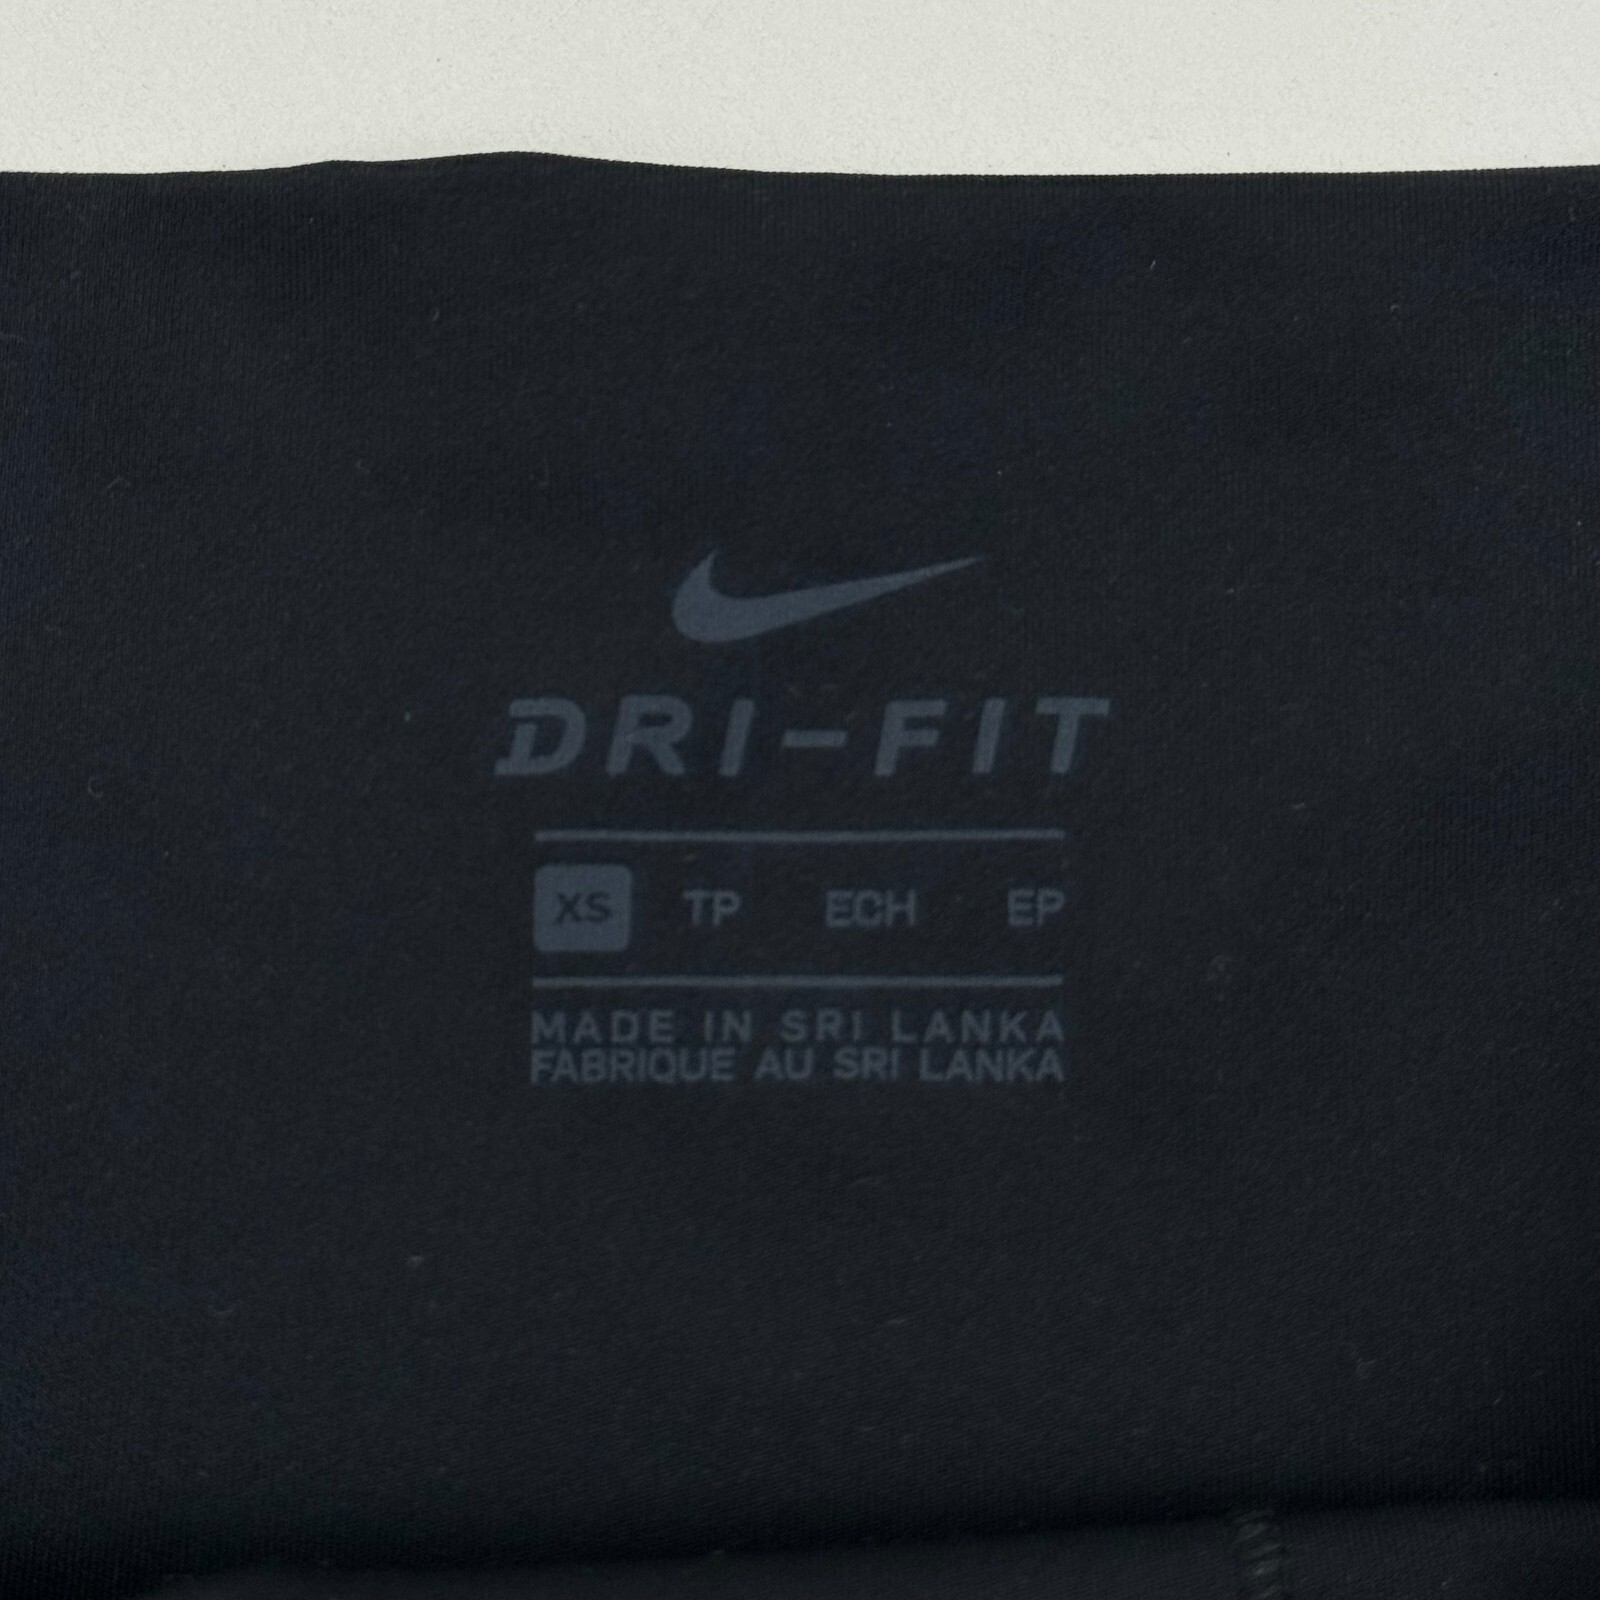 DRI-FIT
XS TP ECH EP
MADE IN SRI LANKA
FABRIQUE AU SRI LANKA